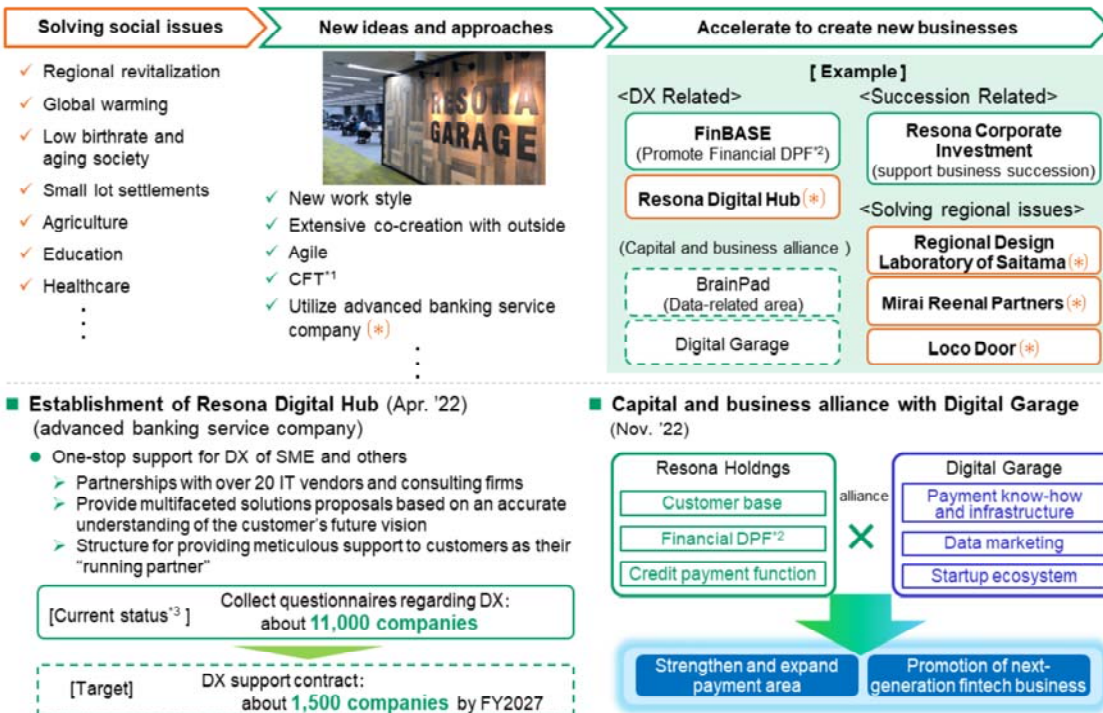 Solving social issues
New ideas and approaches
Accelerate to create new businesses
✓ Regional revitalization
✓ Global warming
✓ Low birthrate and
aging society
✓ Small lot settlements
✓ Agriculture
✓ Education
✓ Healthcare
RESONA
GARAGE
✓ New work style
✓ Extensive co-creation with outside
✓ Agile
✓ CFT*1
✓ Utilize advanced banking service
company (*)
[ Example ]
<DX Related>
FinBASE
(Promote Financial DPF*2)
Resona Digital Hub (*)
(Capital and business alliance )
BrainPad
(Data-related area)
Digital Garage
<Succession Related>
Resona Corporate
Investment
(support business succession)
<Solving regional issues>
Regional Design
Laboratory of Saitama (*)
Mirai Reenal Partners (*)
Loco Door (*)
■ Establishment of Resona Digital Hub (Apr. '22)
(advanced banking service company)
● One-stop support for DX of SME and others
➢ Partnerships with over 20 IT vendors and consulting firms
➢ Provide multifaceted solutions proposals based on an accurate
understanding of the customer's future vision
➢ Structure for providing meticulous support to customers as their
"running partner"
[Current status*3 ]
Collect questionnaires regarding DX:
about 11,000 companies
[Target]
DX support contract:
about 1,500 companies by FY2027
■ Capital and business alliance with Digital Garage
(Nov. '22)
Resona Holdngs
Customer base
Financial DPF*2
Credit payment function
alliance
×
Digital Garage
Payment know-how
and infrastructure
Data marketing
Startup ecosystem
Strengthen and expand
payment area
Promotion of next-
generation fintech business